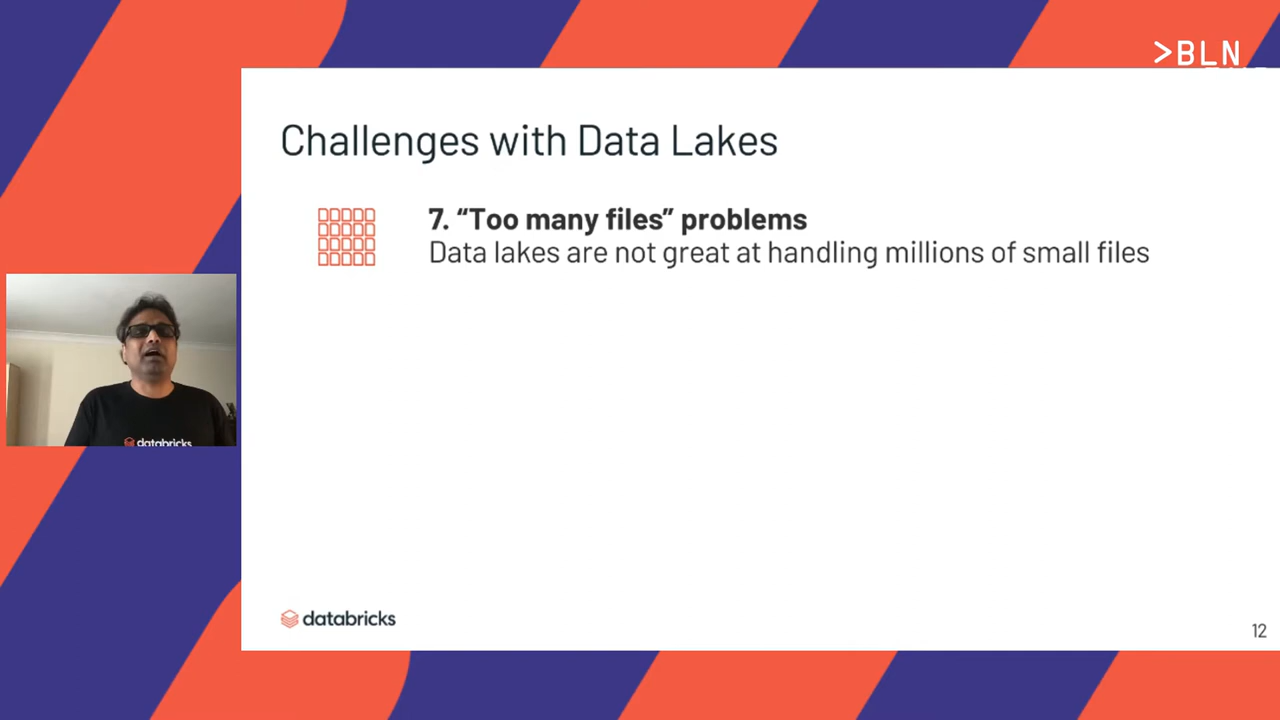 >BLN
Challenges with Data Lakes
7. “Too many files” problems
Data lakes are not great at handling millions of small files
databricks
databricks
12